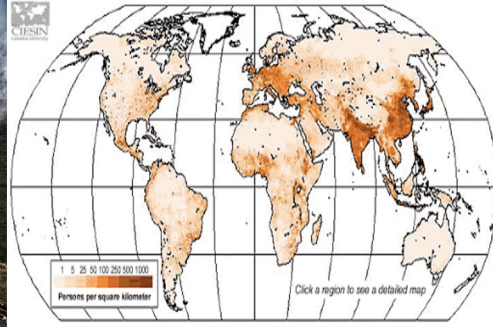 CIESIN
Columbia University
1 5 25 50 100 250 500 1000
Persons per square kilometer
Click a region to see a detailed map